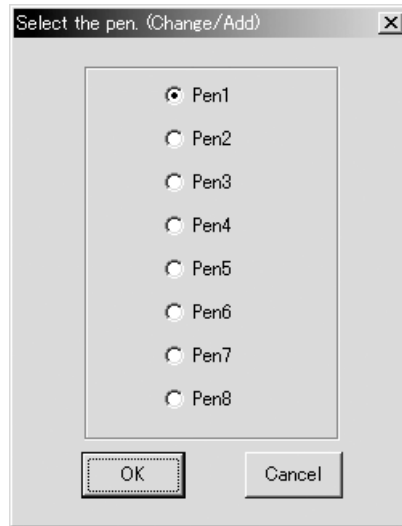 Select the pen. (Change/Add)
Pen1
Pen2
Pen3
Pen4
Pen5
Pen6
Pen7
Pen8
OK Cancel